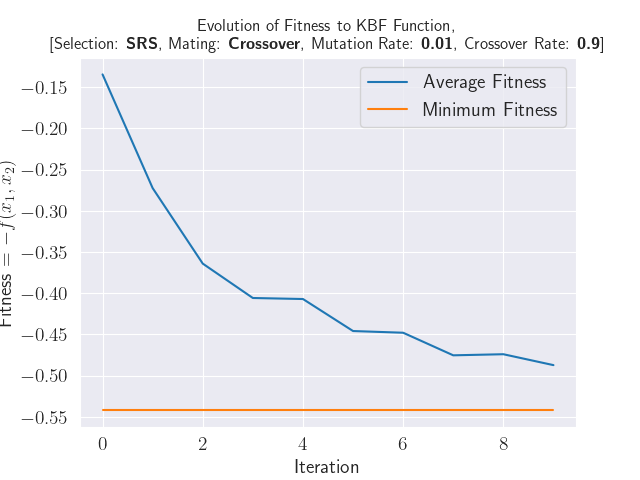 Evolution of Fitness to KBF Function,
[Selection: SRS, Mating: Crossover, Mutation Rate: 0.01, Crossover Rate: 0.9]
Average Fitness
Minimum Fitness
−0.15
−0.20
−0.25
−0.30
−0.35
−0.40
−0.45
−0.50
−0.55
Fitness = −f(x₁, x₂)
0 2 4 6 8
Iteration